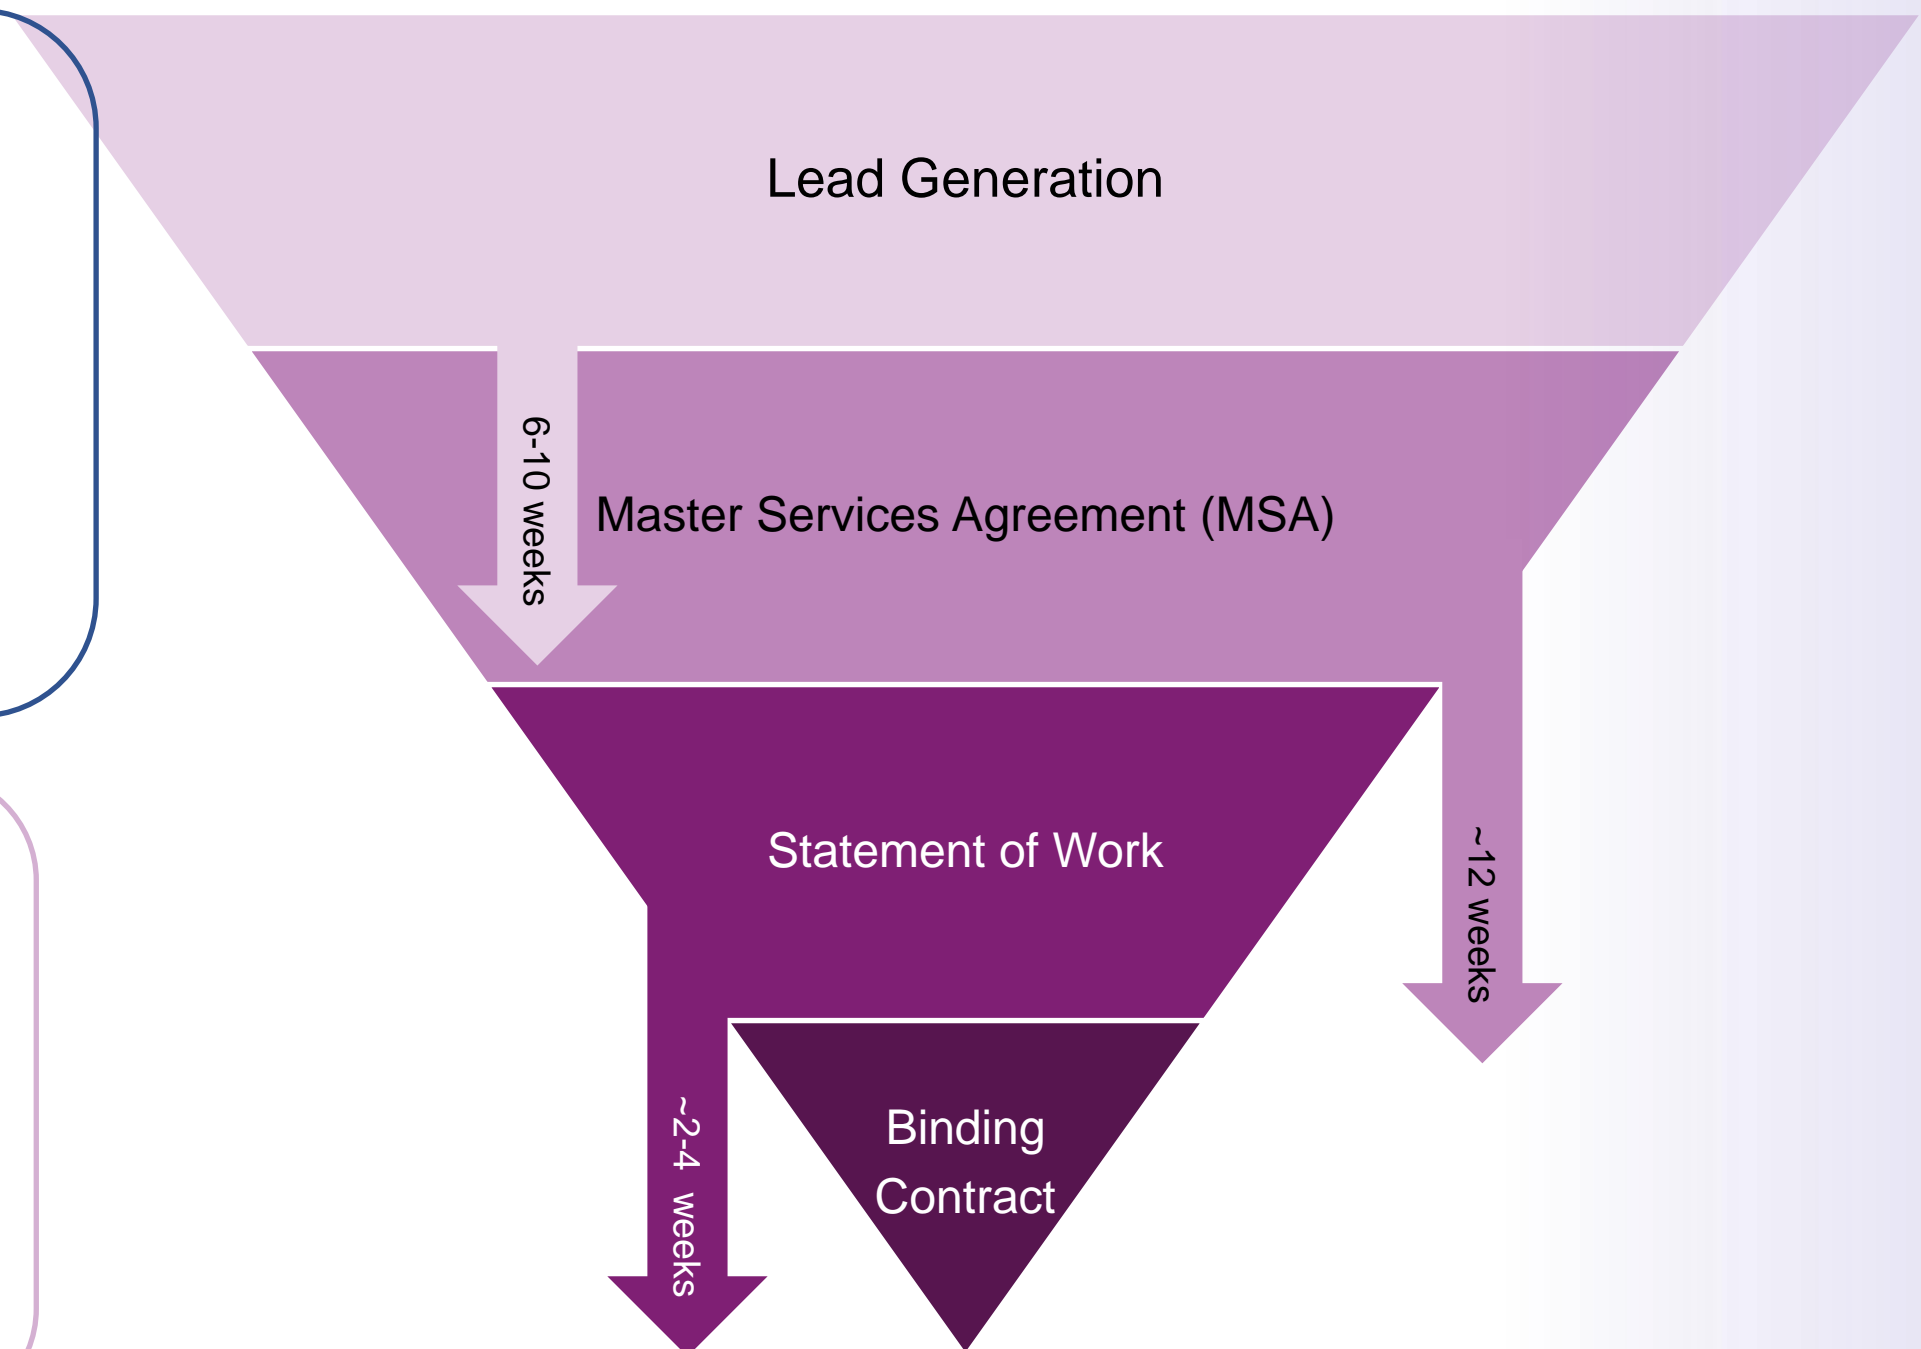 Lead Generation
6-10 weeks
Master Services Agreement (MSA)
Statement of Work
~12 weeks
~2-4 weeks
Binding
Contract